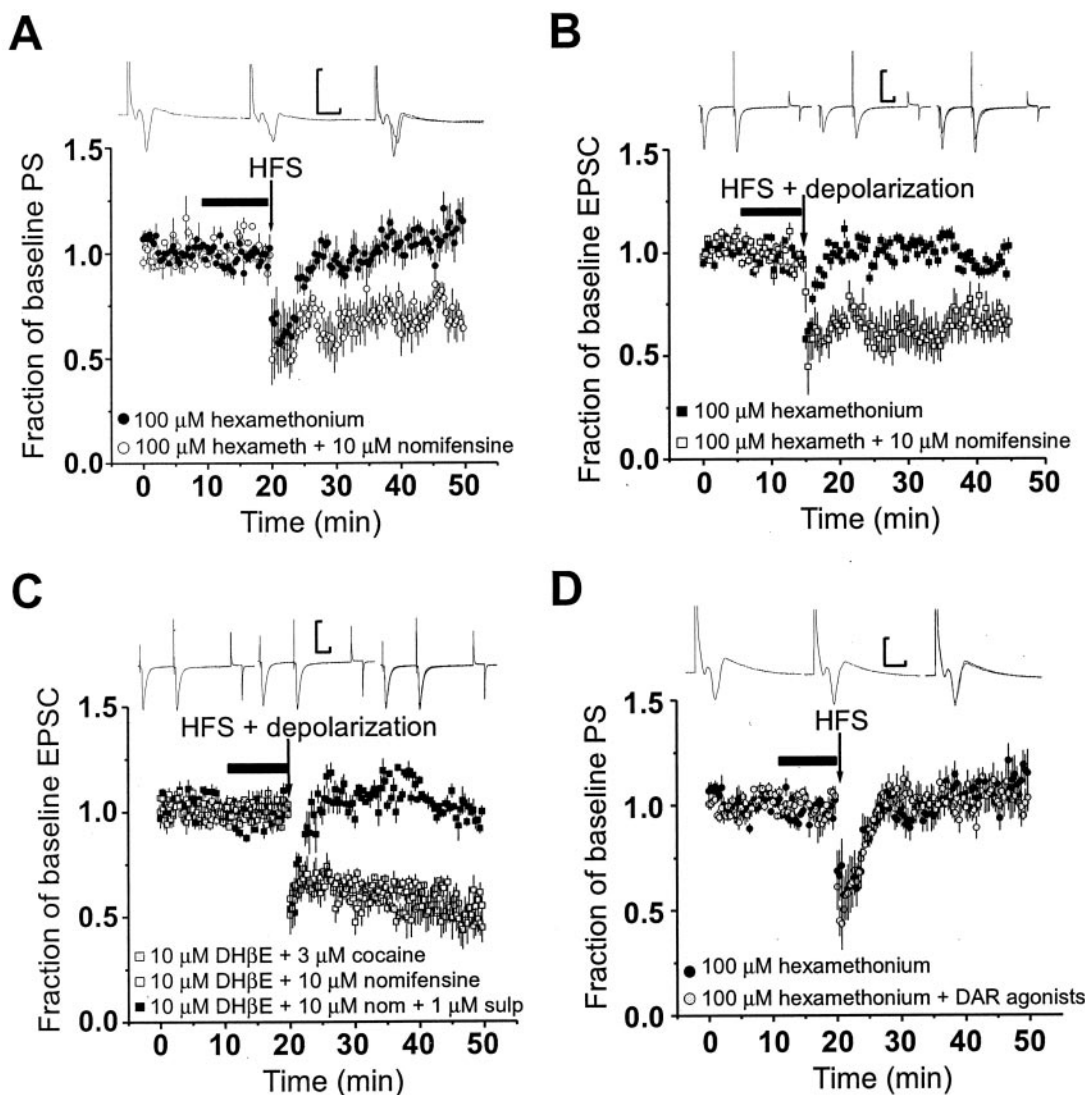 A
HFS
Fraction of baseline PS
1.5
1.0
0.5
0.0
100 μM hexamethonium
100 μM hexameth + 10 μM nomifensine
0 10 20 30 40 50
Time (min)
B
HFS + depolarization
Fraction of baseline EPSC
1.5
1.0
0.5
0.0
100 μM hexamethonium
100 μM hexameth + 10 μM nomifensine
0 10 20 30 40 50
Time (min)
C
HFS + depolarization
Fraction of baseline EPSC
1.5
1.0
0.5
0.0
10 μM DHβE + 3 μM cocaine
10 μM DHβE + 10 μM nomifensine
10 μM DHβE + 10 μM nom + 1 μM sulp
0 10 20 30 40 50
Time (min)
D
HFS
Fraction of baseline PS
1.5
1.0
0.5
0.0
100 μM hexamethonium
100 μM hexamethonium + DAR agonists
0 10 20 30 40 50
Time (min)